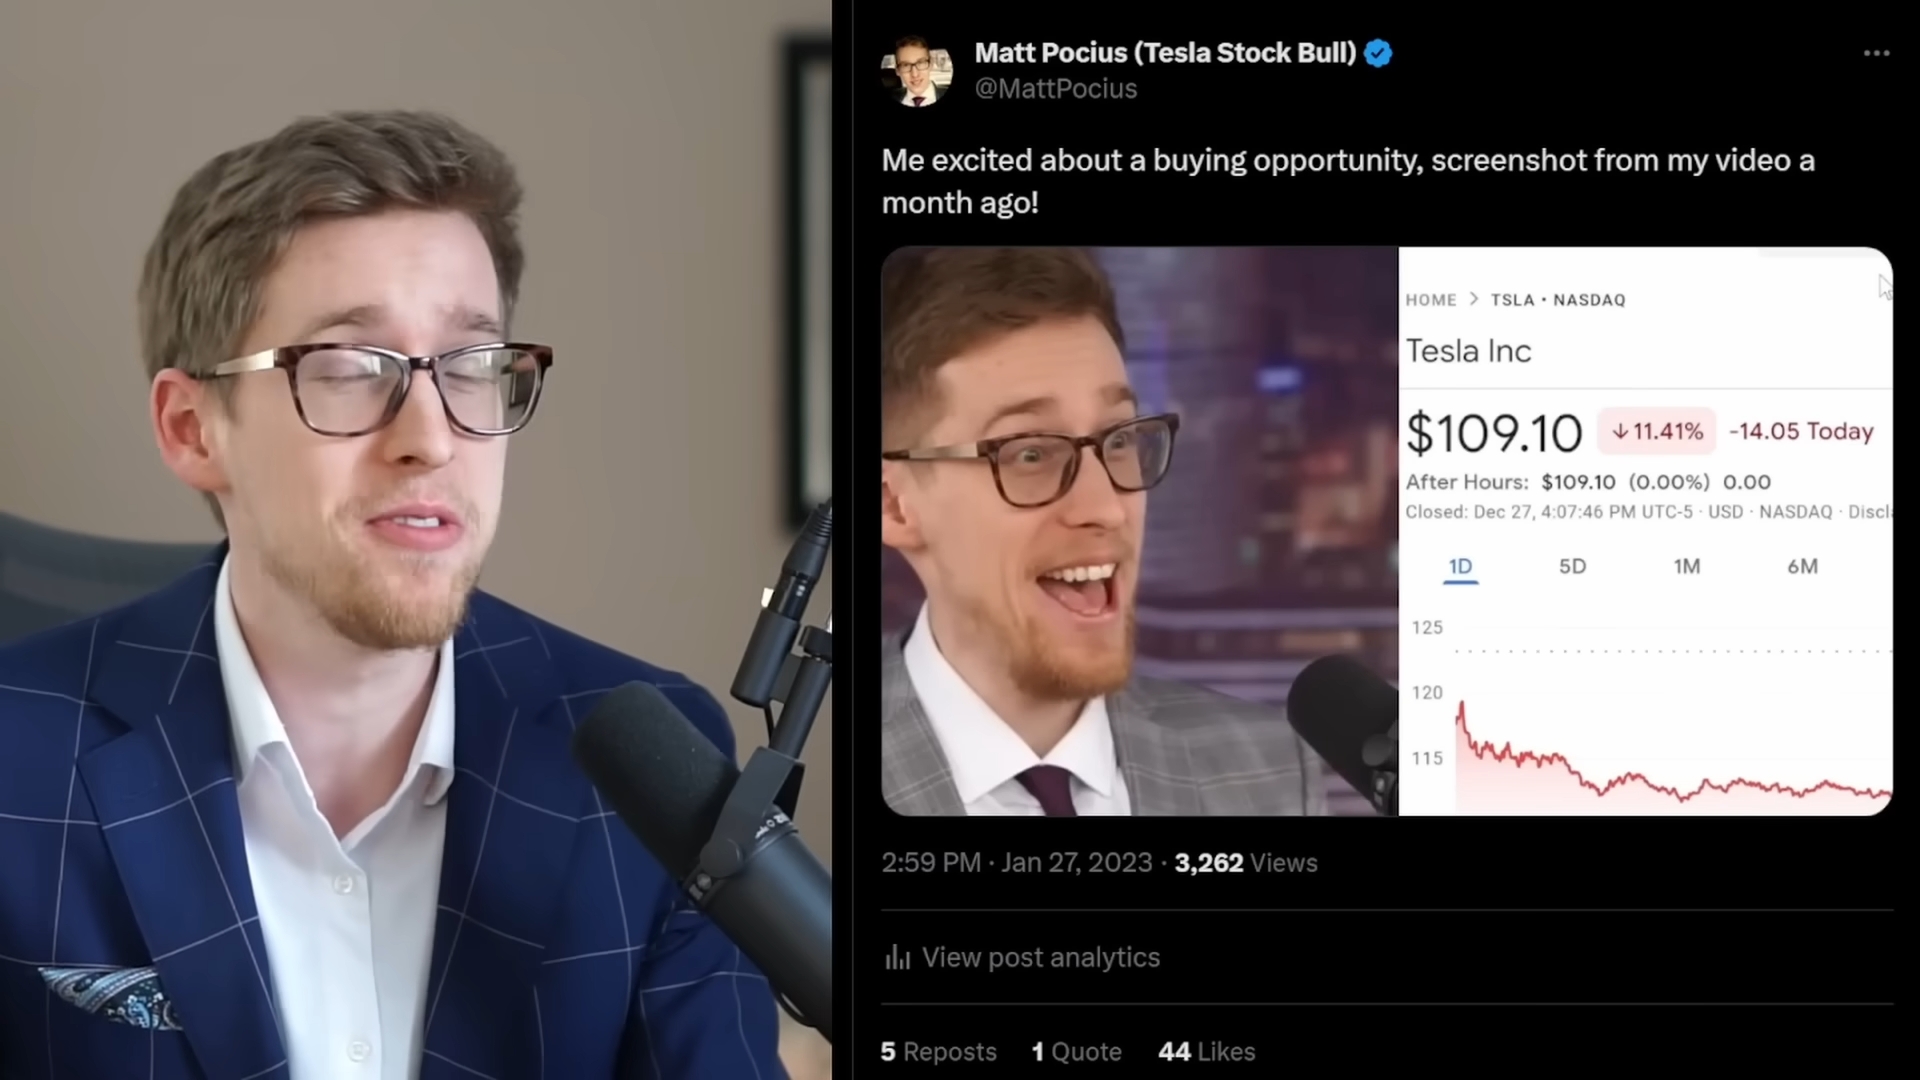 Matt Pocius (Tesla Stock Bull)
@MattPocius
Me excited about a buying opportunity, screenshot from my video a
month ago!
HOME > TSLA • NASDAQ
Tesla Inc
$109.10 ↓11.41% -14.05 Today
After Hours: $109.10 (0.00%) 0.00
Closed: Dec 27, 4:07:46 PM UTC-5 · USD · NASDAQ · Discl
1D 5D 1M 6M
125
120
115
2:59 PM · Jan 27, 2023 · 3,262 Views
View post analytics
5 Reposts 1 Quote 44 Likes